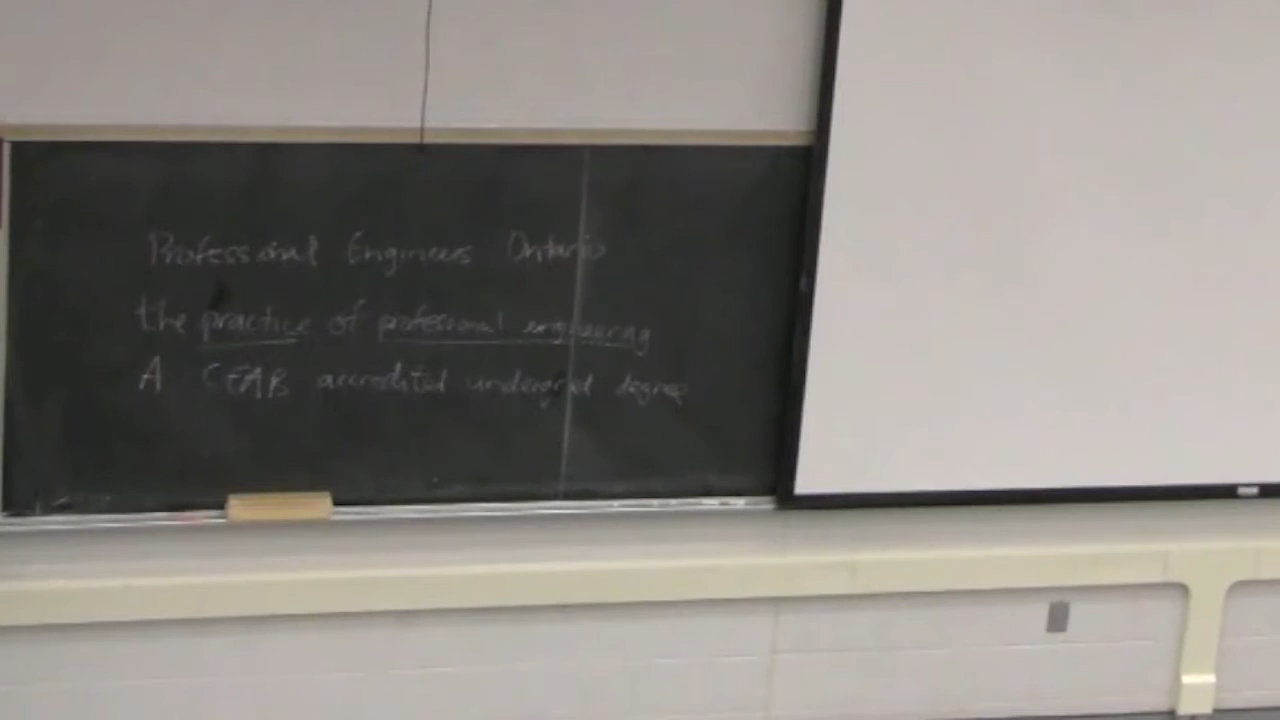 Professional Engineers Ontario
the practice of professional engineering
A CEAB accredited undergrad degree